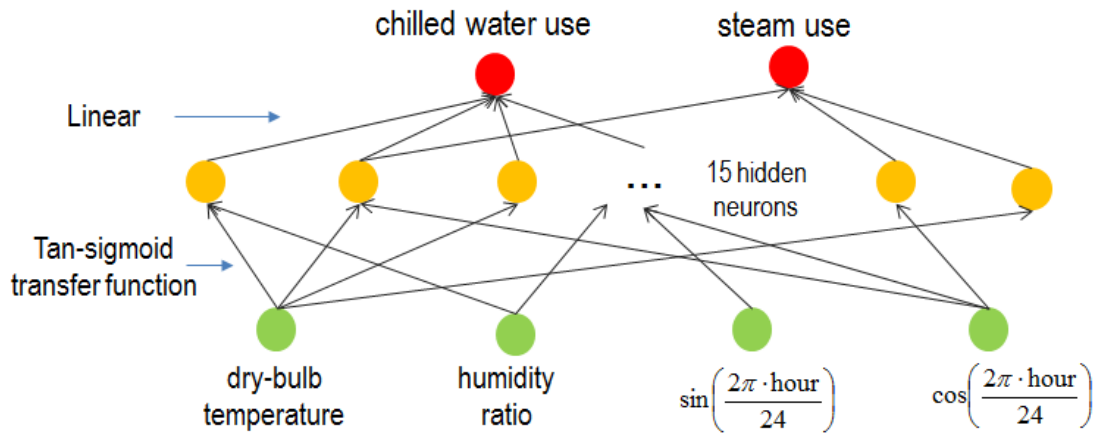 chilled water use
steam use
Linear
...
15 hidden
neurons
Tan-sigmoid
transfer function
dry-bulb
temperature
humidity
ratio
sin(2π · hour / 24)
cos(2π · hour / 24)